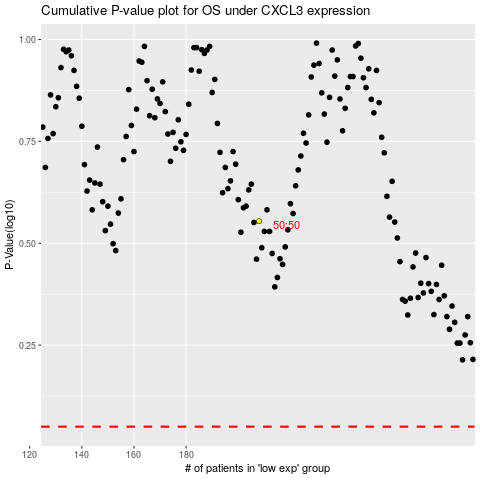 Cumulative P-value plot for OS under CXCL3 expression
P-Value(log10)
1.00
0.75
0.50
0.25
50:50
120 140 160 180
# of patients in 'low exp' group